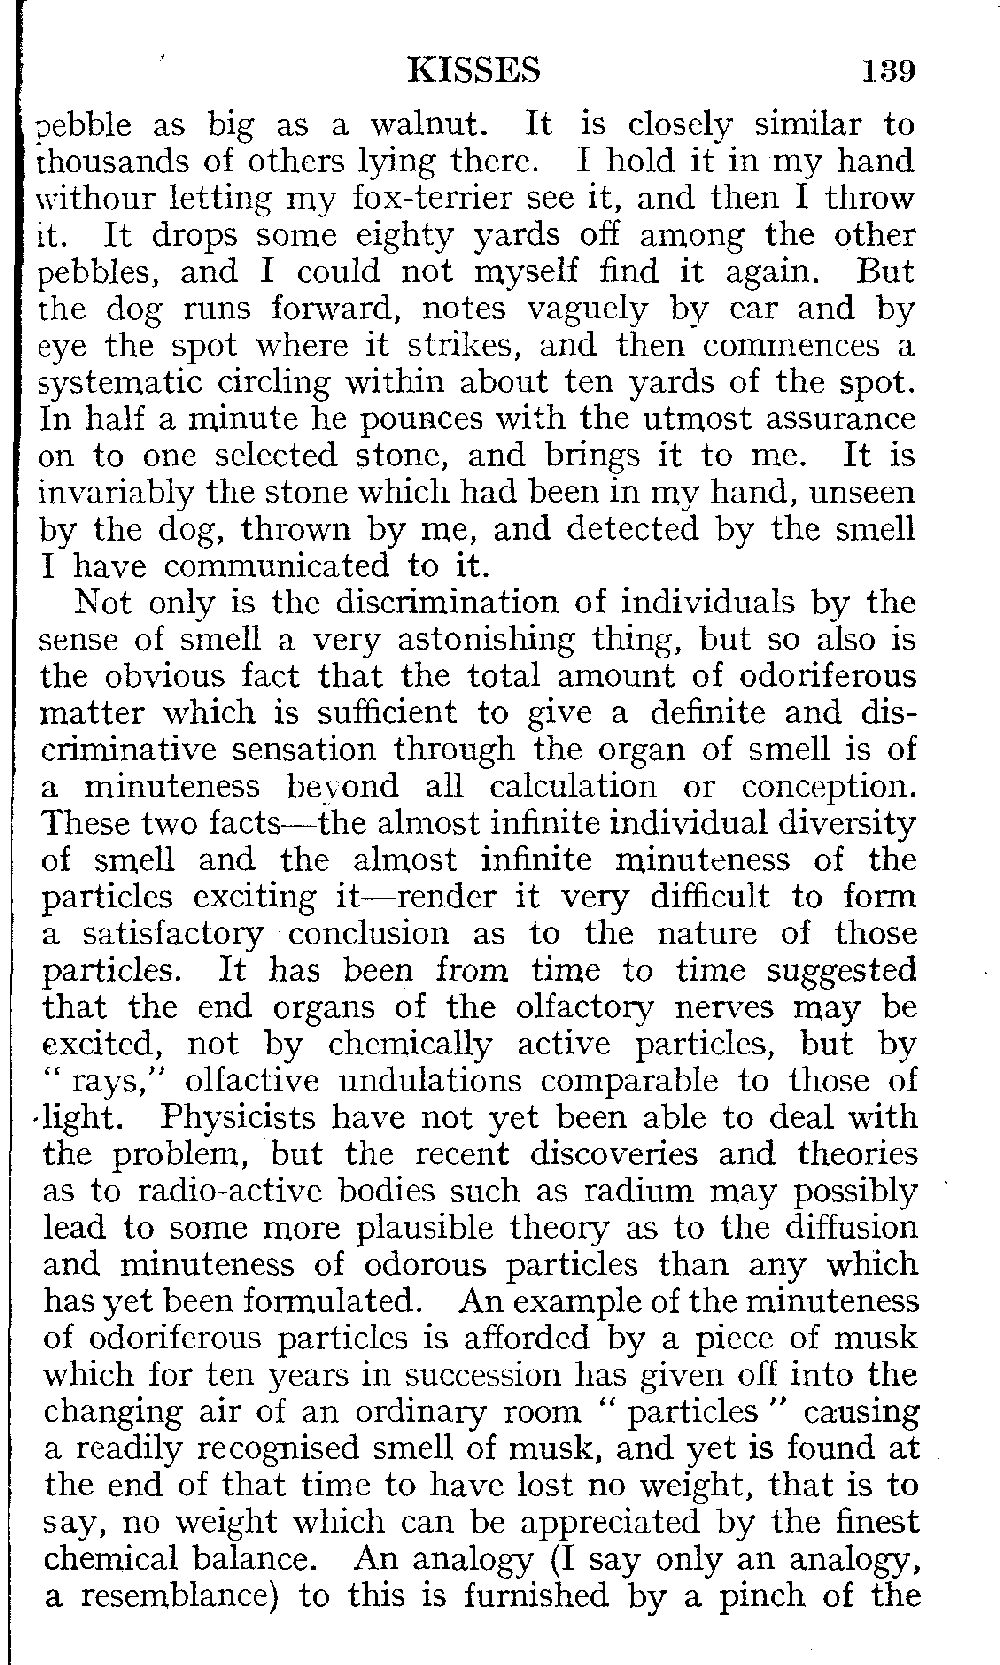 KISSES 139
pebble as big as a walnut. It is closely similar to
thousands of others lying there. I hold it in my hand
withour letting my fox-terrier see it, and then I throw
it. It drops some eighty yards off among the other
pebbles, and I could not myself find it again. But
the dog runs forward, notes vaguely by ear and by
eye the spot where it strikes, and then commences a
systematic circling within about ten yards of the spot.
In half a minute he pounces with the utmost assurance
on to one selected stone, and brings it to me. It is
invariably the stone which had been in my hand, unseen
by the dog, thrown by me, and detected by the smell
I have communicated to it.
Not only is the discrimination of individuals by the
sense of smell a very astonishing thing, but so also is
the obvious fact that the total amount of odoriferous
matter which is sufficient to give a definite and dis-
criminative sensation through the organ of smell is of
a minuteness beyond all calculation or conception.
These two facts—the almost infinite individual diversity
of smell and the almost infinite minuteness of the
particles exciting it—render it very difficult to form
a satisfactory conclusion as to the nature of those
particles. It has been from time to time suggested
that the end organs of the olfactory nerves may be
excited, not by chemically active particles, but by
“ rays,” olfactive undulations comparable to those of
light. Physicists have not yet been able to deal with
the problem, but the recent discoveries and theories
as to radio-active bodies such as radium may possibly
lead to some more plausible theory as to the diffusion
and minuteness of odorous particles than any which
has yet been formulated. An example of the minuteness
of odoriferous particles is afforded by a piece of musk
which for ten years in succession has given off into the
changing air of an ordinary room “ particles ” causing
a readily recognised smell of musk, and yet is found at
the end of that time to have lost no weight, that is to
say, no weight which can be appreciated by the finest
chemical balance. An analogy (I say only an analogy,
a resemblance) to this is furnished by a pinch of the